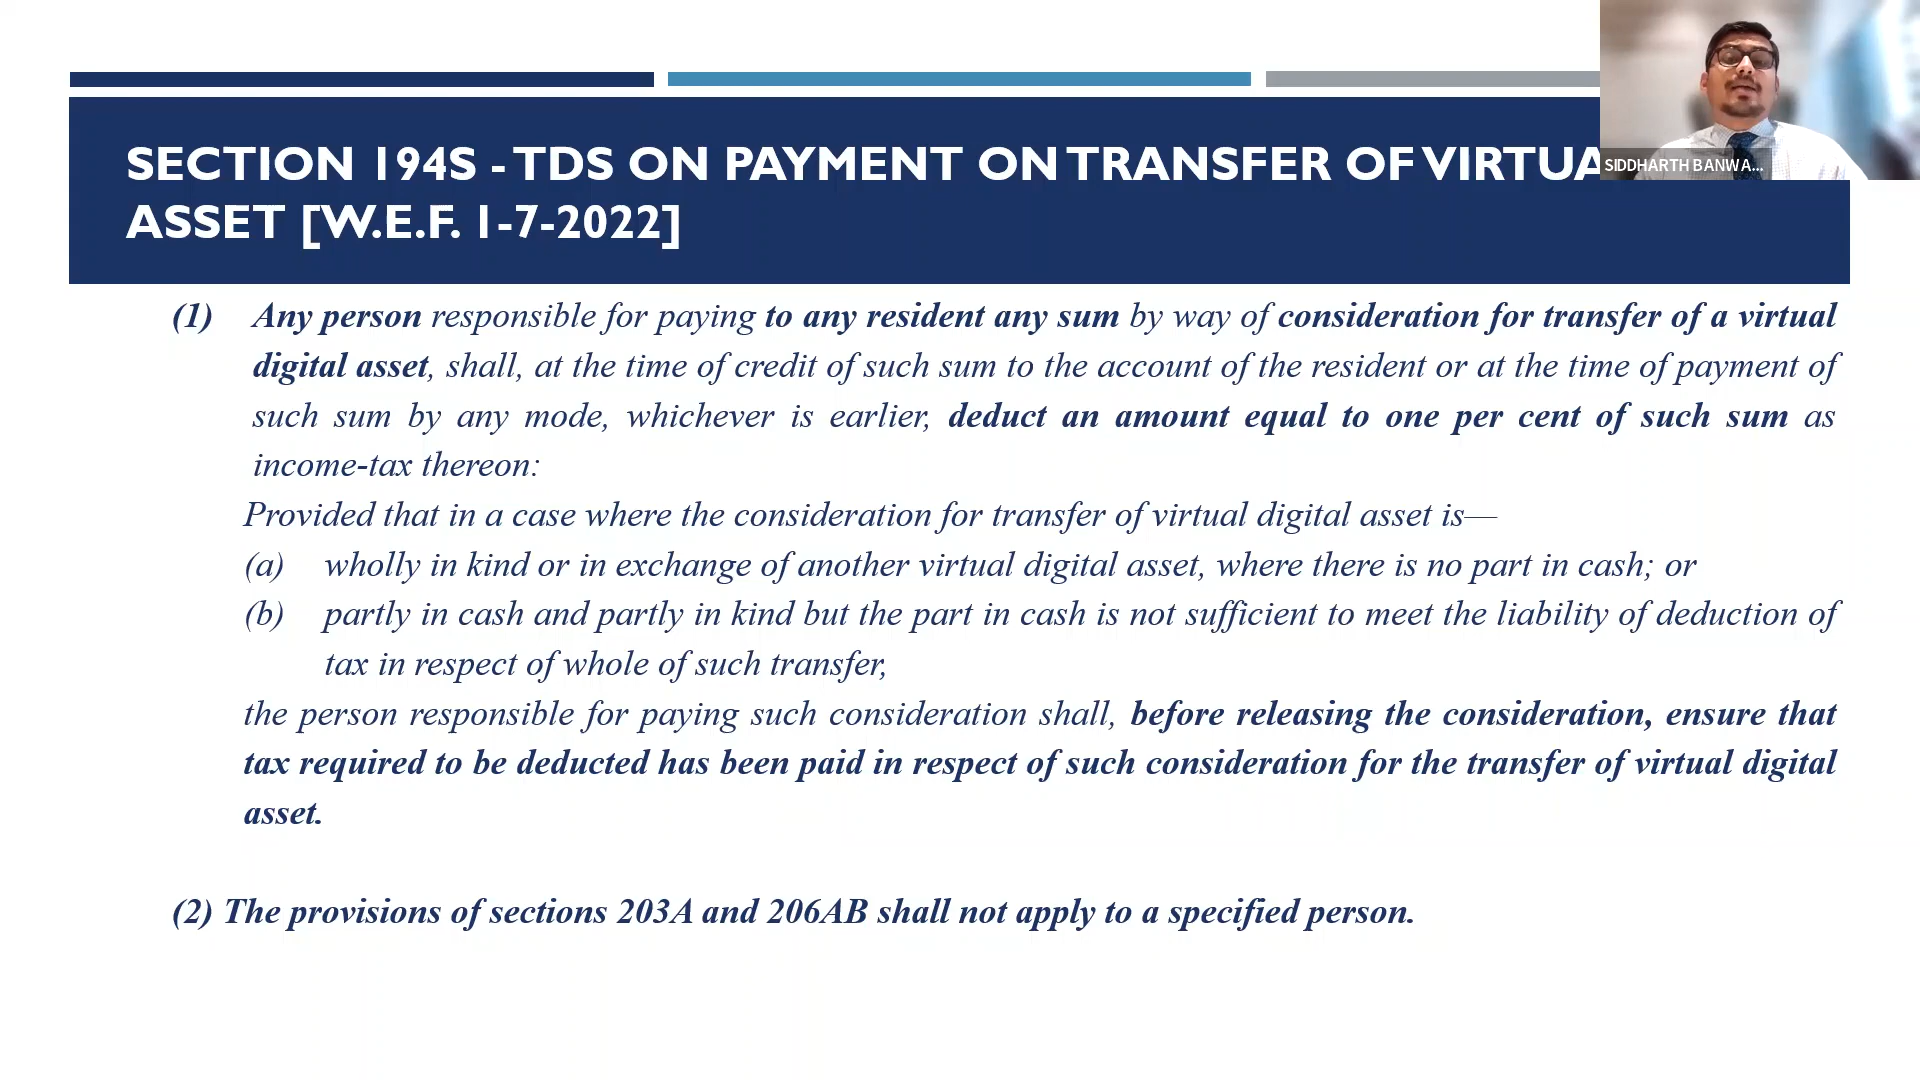 SECTION 194S - TDS ON PAYMENT ON TRANSFER OF VIRTUA
ASSET [W.E.F. 1-7-2022]
SIDDHARTH BANWA...
(1) Any person responsible for paying to any resident any sum by way of consideration for transfer of a virtual
digital asset, shall, at the time of credit of such sum to the account of the resident or at the time of payment of
such sum by any mode, whichever is earlier, deduct an amount equal to one per cent of such sum as
income-tax thereon:
Provided that in a case where the consideration for transfer of virtual digital asset is—
(a) wholly in kind or in exchange of another virtual digital asset, where there is no part in cash; or
(b) partly in cash and partly in kind but the part in cash is not sufficient to meet the liability of deduction of
tax in respect of whole of such transfer,
the person responsible for paying such consideration shall, before releasing the consideration, ensure that
tax required to be deducted has been paid in respect of such consideration for the transfer of virtual digital
asset.
(2) The provisions of sections 203A and 206AB shall not apply to a specified person.